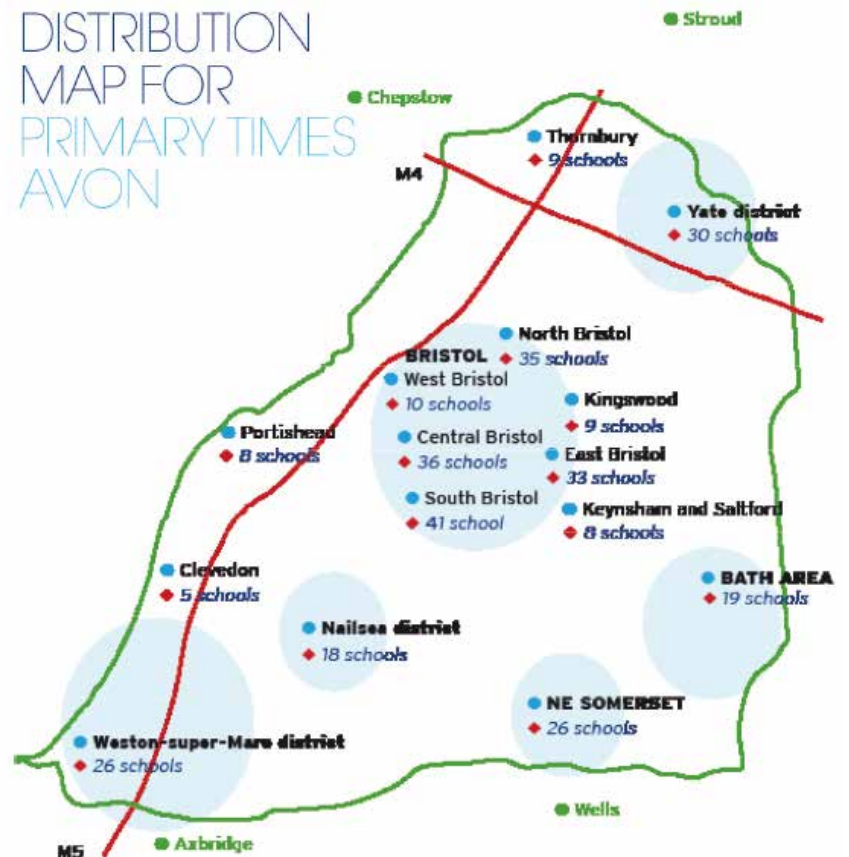 DISTRIBUTION
MAP FOR
PRIMARY TIMES
AVON
Stroud
Chepstow
Thornbury
9 schools
M4
Yate district
30 schools
North Bristol
35 schools
BRISTOL
West Bristol
10 schools
Kingswood
9 schools
Portishead
8 schools
Central Bristol
36 schools
East Bristol
33 schools
South Bristol
41 school
Keynsham and Saltford
8 schools
Clevedon
5 schools
BATH AREA
19 schools
Nailsea district
18 schools
NE SOMERSET
26 schools
Weston-super-Mare district
26 schools
Wells
Axbridge
M5